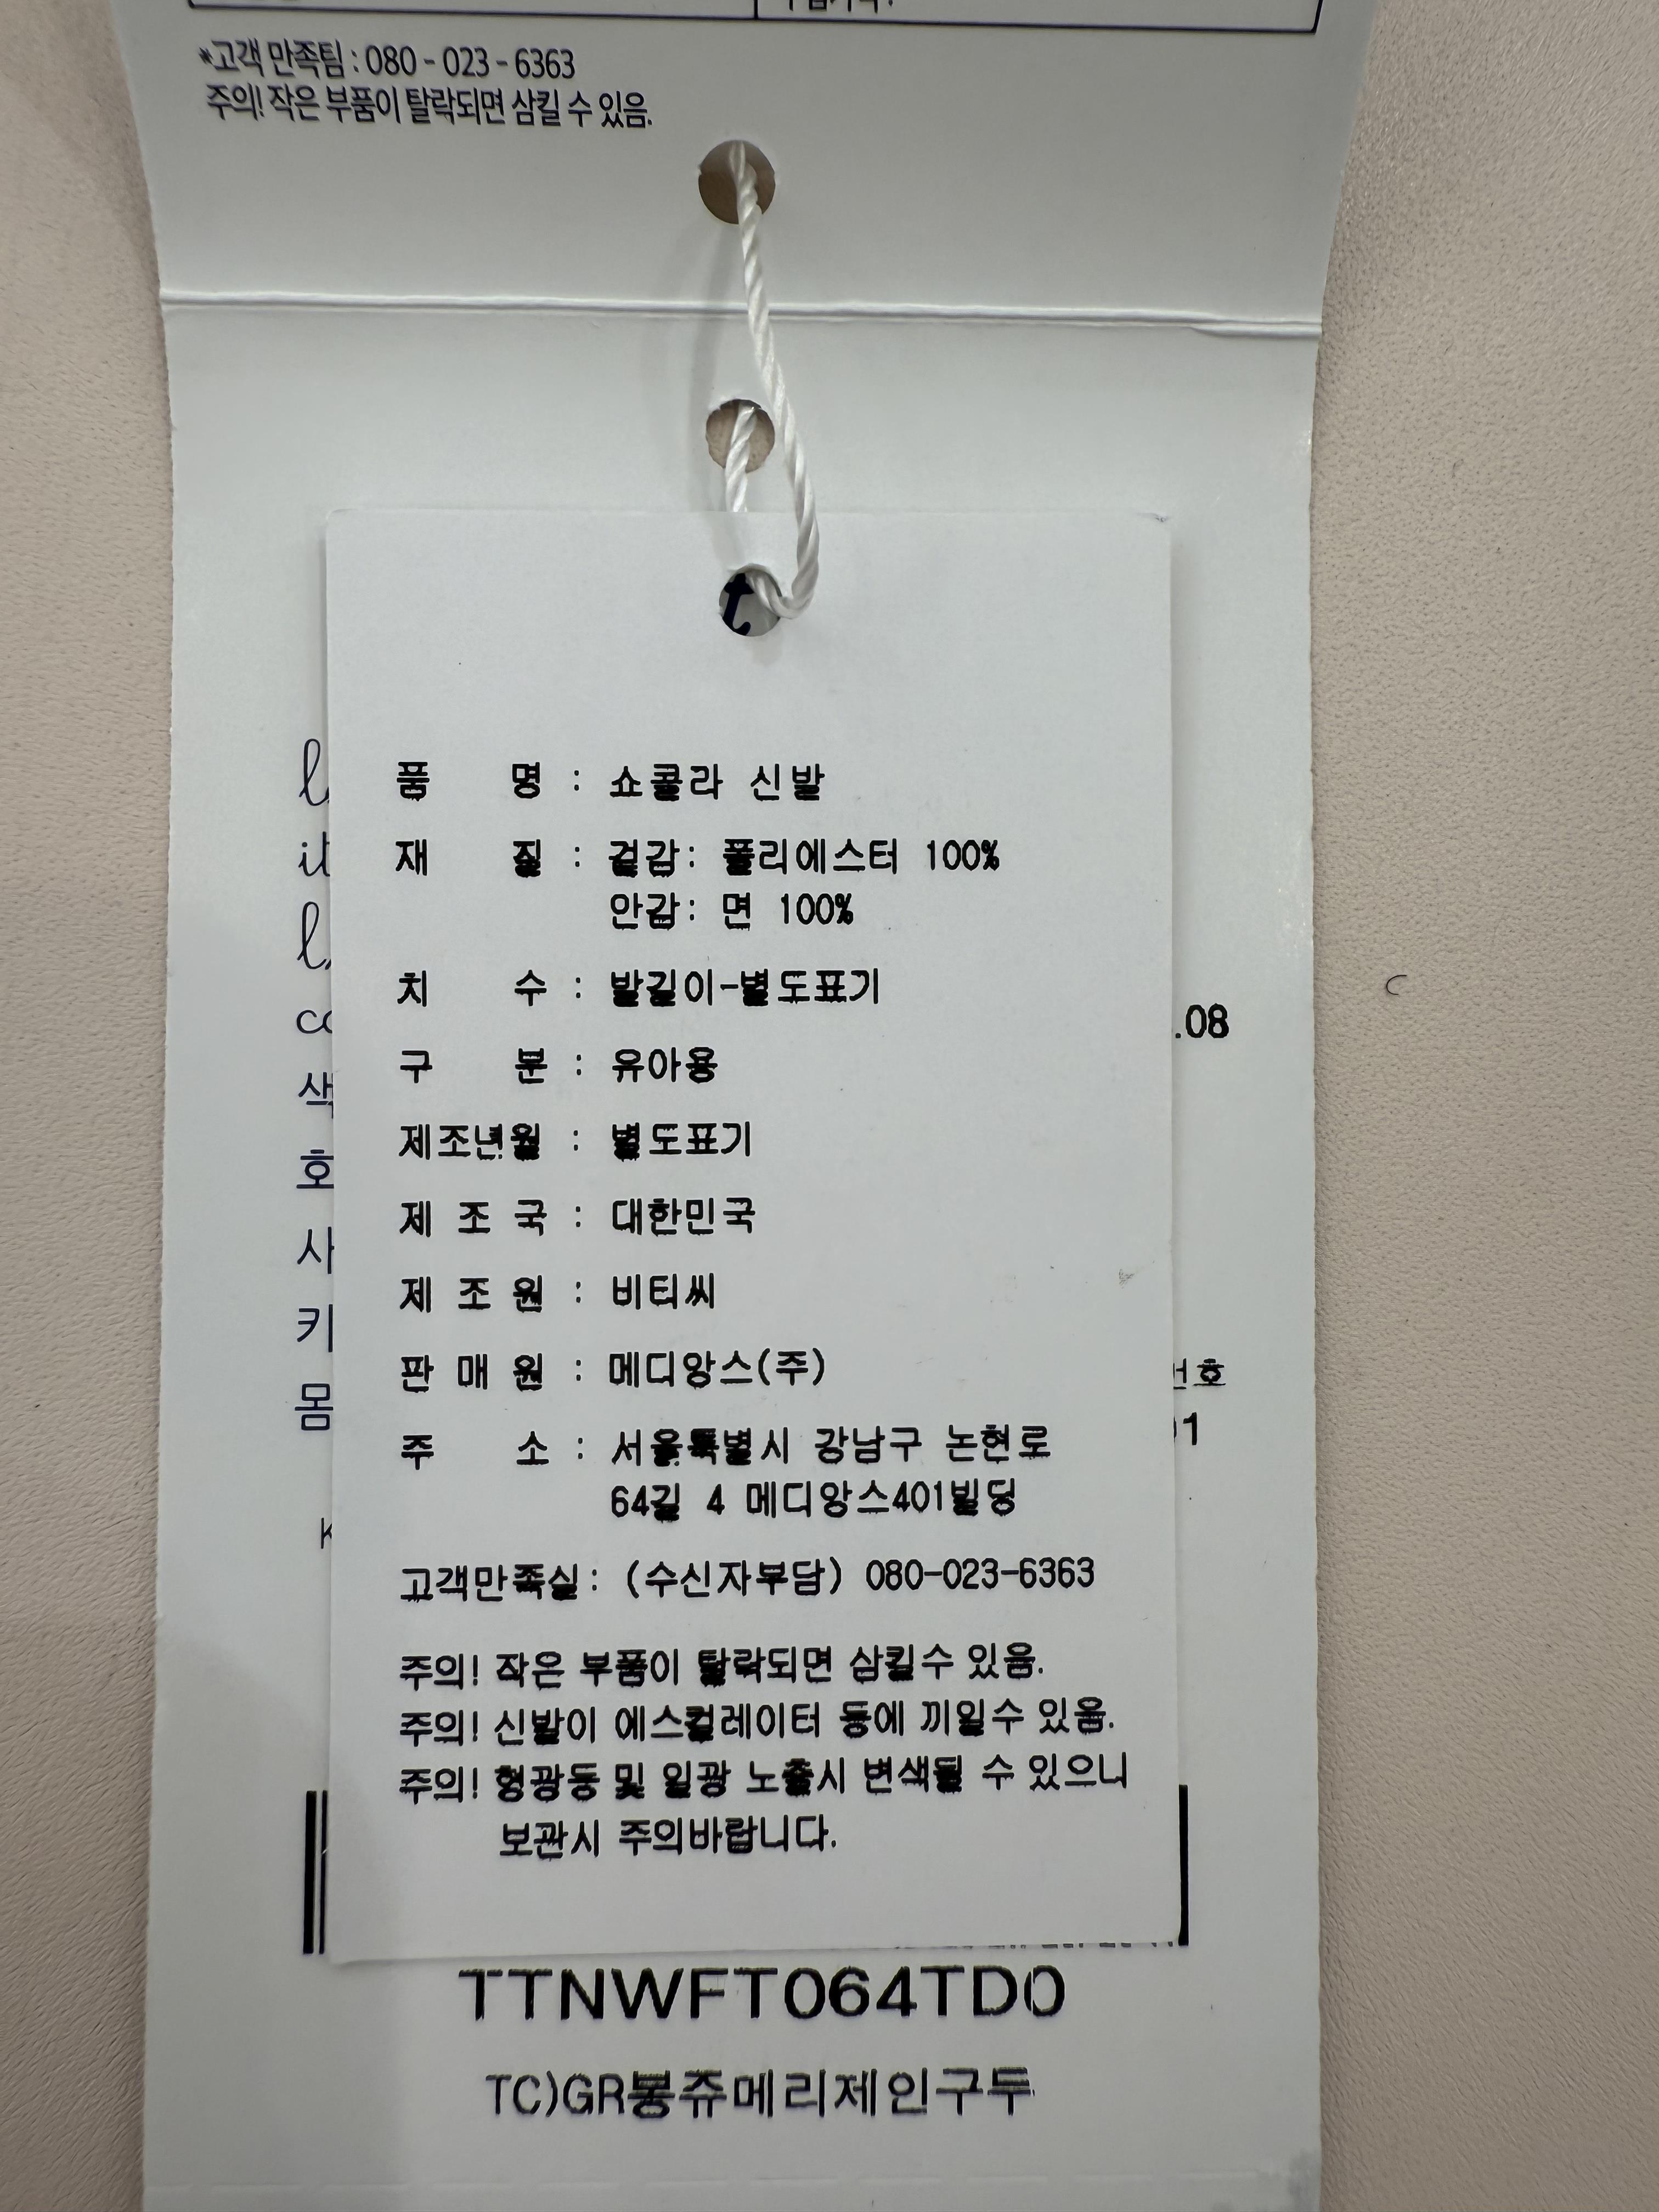 *고객 만족팀 : 080 - 023 - 6363
주의! 작은 부품이 탈락되면 삼킬 수 있음.
t
품 명 : 쇼콜라 신발
재 질 : 겉감: 폴리에스터 100%
안감: 면 100%
치 수 : 발길이-별도표기
.08
구 분 : 유아용
색
제조년월 : 별도표기
호
제 조 국 : 대한민국
사
제 조 원 : 비티씨
키
판 매 원 : 메디앙스(주)
호
몸
주 소 : 서울특별시 강남구 논현로
64길 4 메디앙스401빌딩
고객만족실: (수신자부담) 080-023-6363
주의! 작은 부품이 탈락되면 삼킬수 있음.
주의! 신발이 에스컬레이터 등에 끼일수 있음.
주의! 형광등 및 일광 노출시 변색될 수 있으니
보관시 주의바랍니다.
TTNWFT064TD0
TC)GR봉쥬메리제인구두